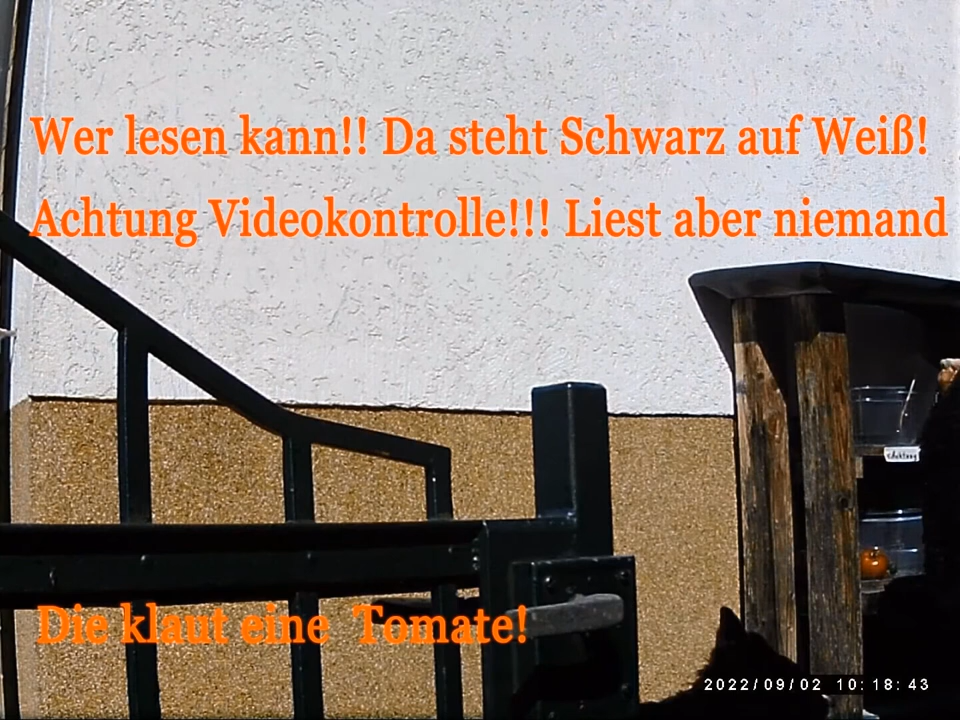 Wer lesen kann!! Da steht Schwarz auf Weiß!
Achtung Videokontrolle!!! Liest aber niemand
Achtung
Die klaut eine Tomate!
2022/09/02 10:18:43